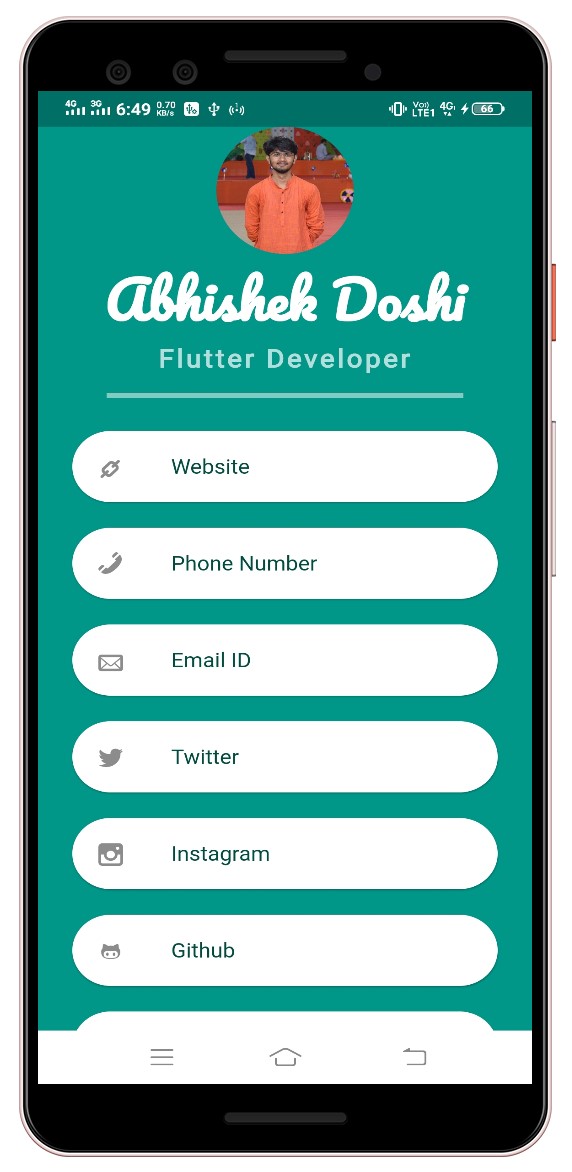 4G 3G 6:49 0.70 KB/s Vo) LTE1 4G 66
Abhishek Doshi
Flutter Developer
Website
Phone Number
Email ID
Twitter
Instagram
Github